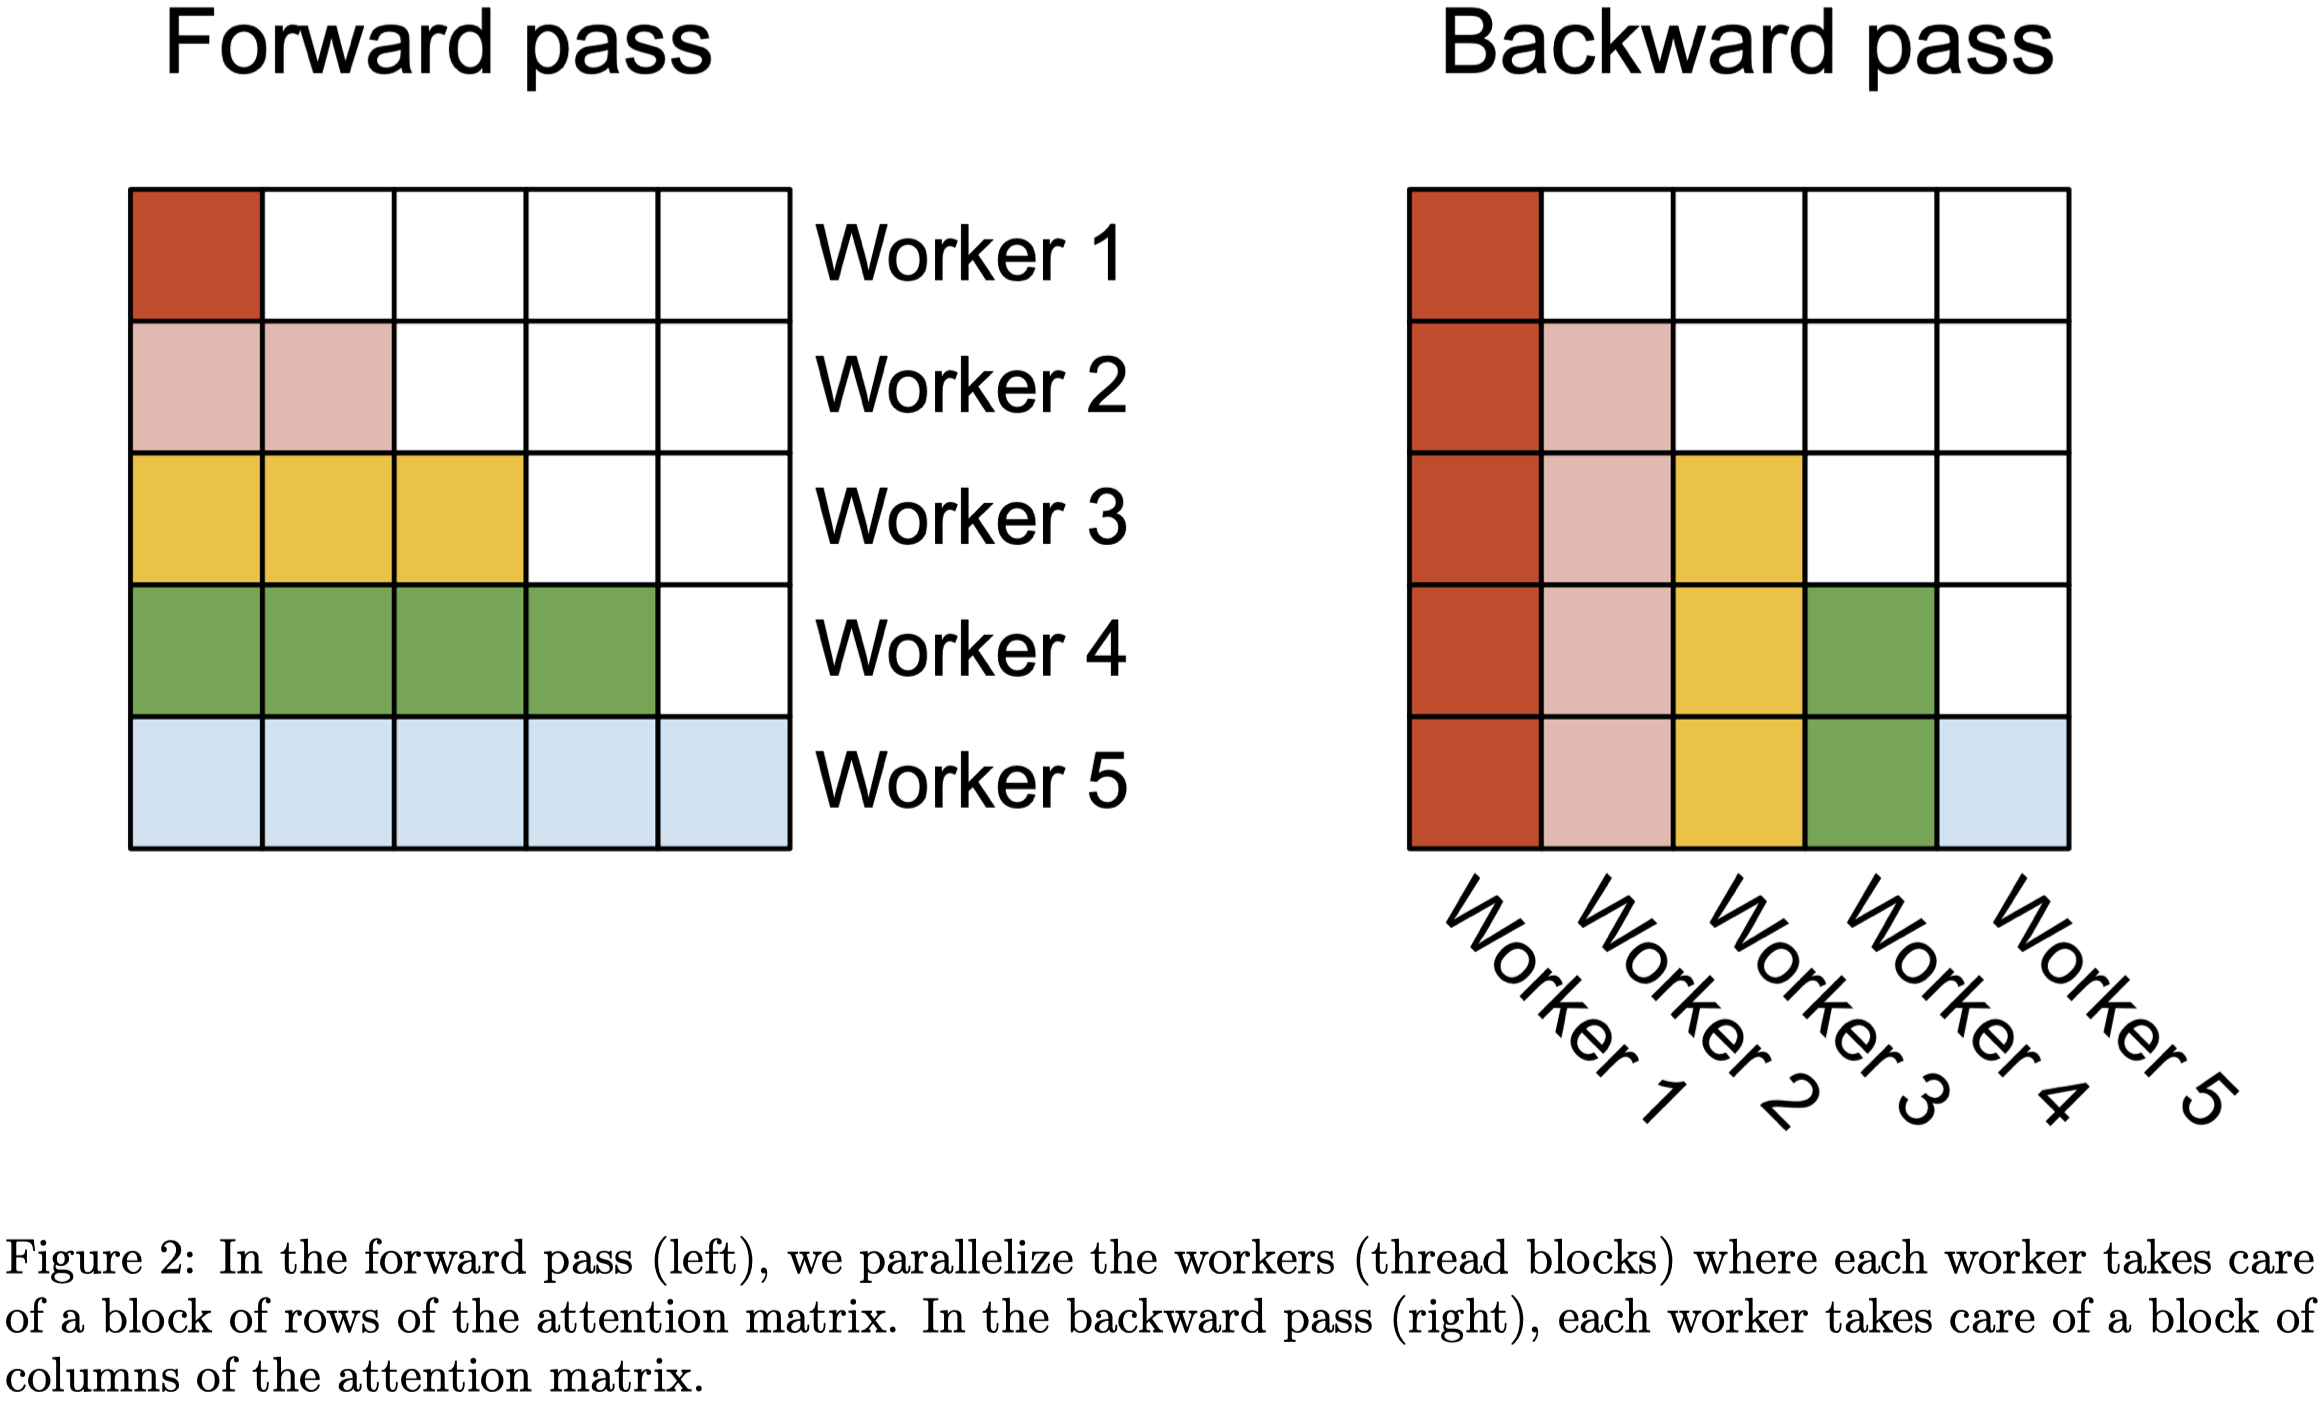 Forward pass
Backward pass
Worker 1
Worker 2
Worker 3
Worker 4
Worker 5
Worker 1
Worker 2
Worker 3
Worker 4
Worker 5
Figure 2: In the forward pass (left), we parallelize the workers (thread blocks) where each worker takes care
of a block of rows of the attention matrix. In the backward pass (right), each worker takes care of a block of
columns of the attention matrix.